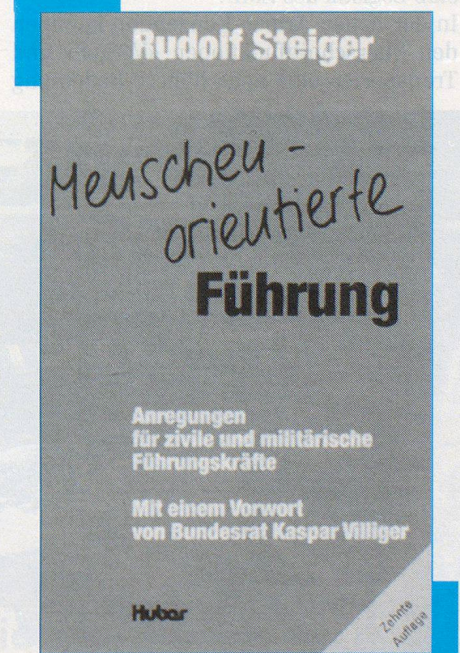 Rudolf Steiger
Menschen-
orientierte
Führung
Anregungen
für zivile und militärische
Führungskräfte
Mit einem Vorwort
von Bundesrat Kaspar Villiger
Huber
Zehnte
Auflage